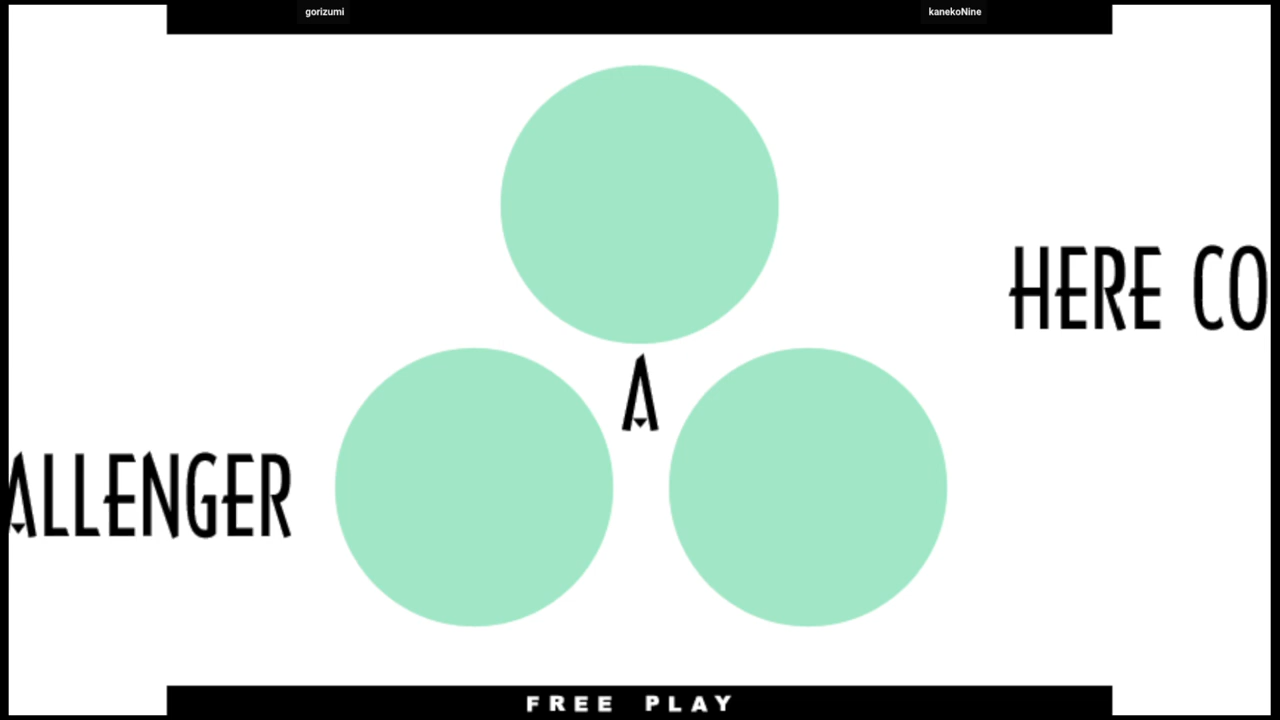 gorizumi
kanekoNine
HERE CO
A
ALLENGER
FREE PLAY